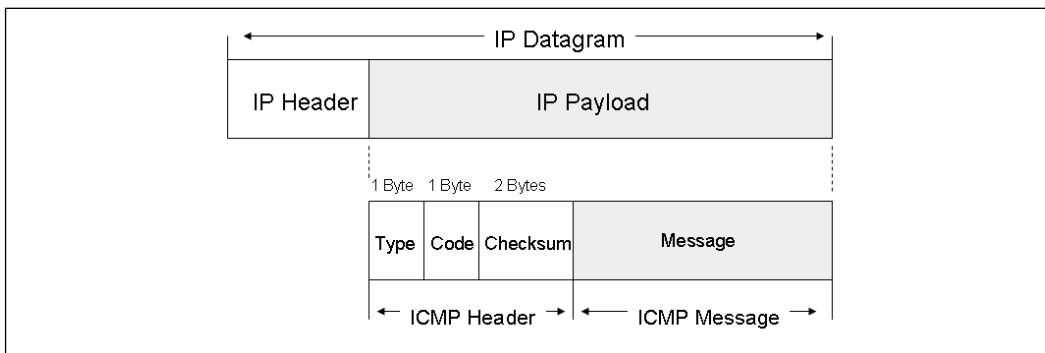 IP Datagram
IP Header
IP Payload
1 Byte 1 Byte 2 Bytes
Type Code Checksum Message
ICMP Header
ICMP Message